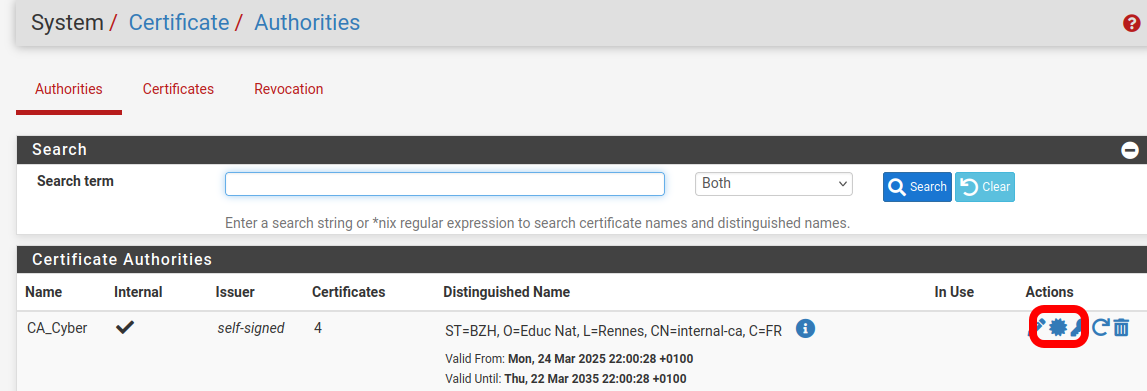 System / Certificate / Authorities
Authorities Certificates Revocation
Search
Search term Both Search Clear
Enter a search string or *nix regular expression to search certificate names and distinguished names.
Certificate Authorities
Name Internal Issuer Certificates Distinguished Name In Use Actions
CA_Cyber self-signed 4 ST=BZH, O=Educ Nat, L=Rennes, CN=internal-ca, C=FR
Valid From: Mon, 24 Mar 2025 22:00:28 +0100
Valid Until: Thu, 22 Mar 2035 22:00:28 +0100